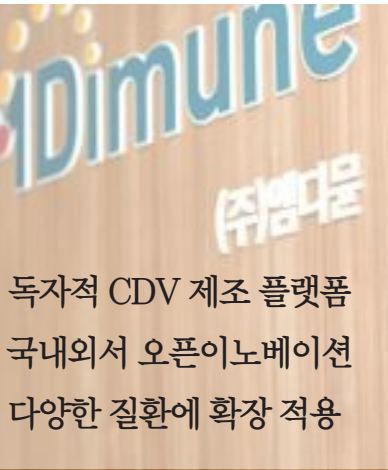 MDimune
(주)엠디뮨
독자적 CDV 제조 플랫폼
국내외서 오픈이노베이션
다양한 질환에 확장 적용